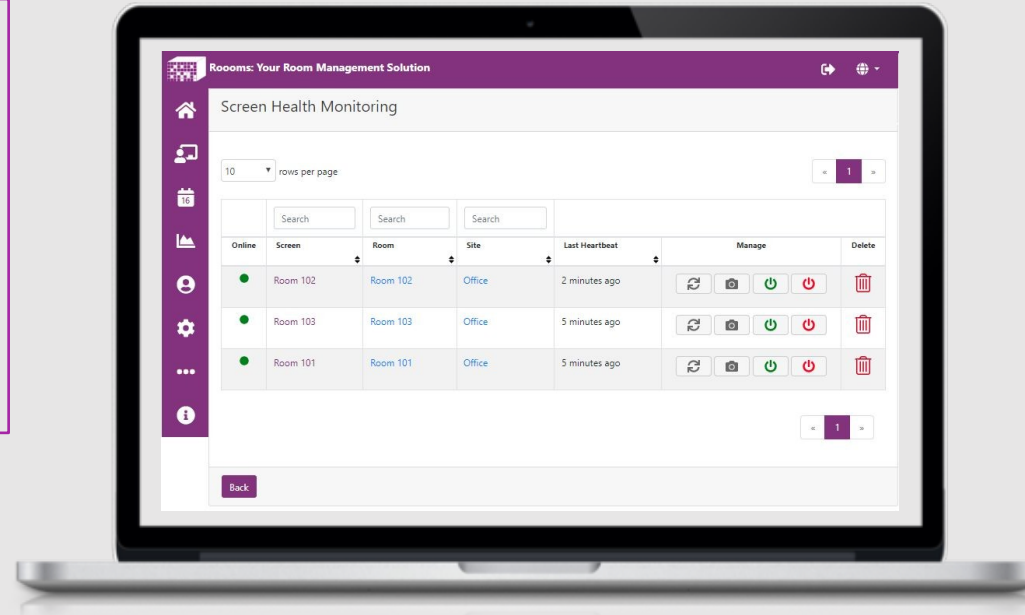 Roooms: Your Room Management Solution
Screen Health Monitoring
10 rows per page
« 1 »
16
Search Search Search
Online Screen Room Site Last Heartbeat Manage Delete
Room 102 Room 102 Office 2 minutes ago
Room 103 Room 103 Office 5 minutes ago
Room 101 Room 101 Office 5 minutes ago
« 1 »
Back